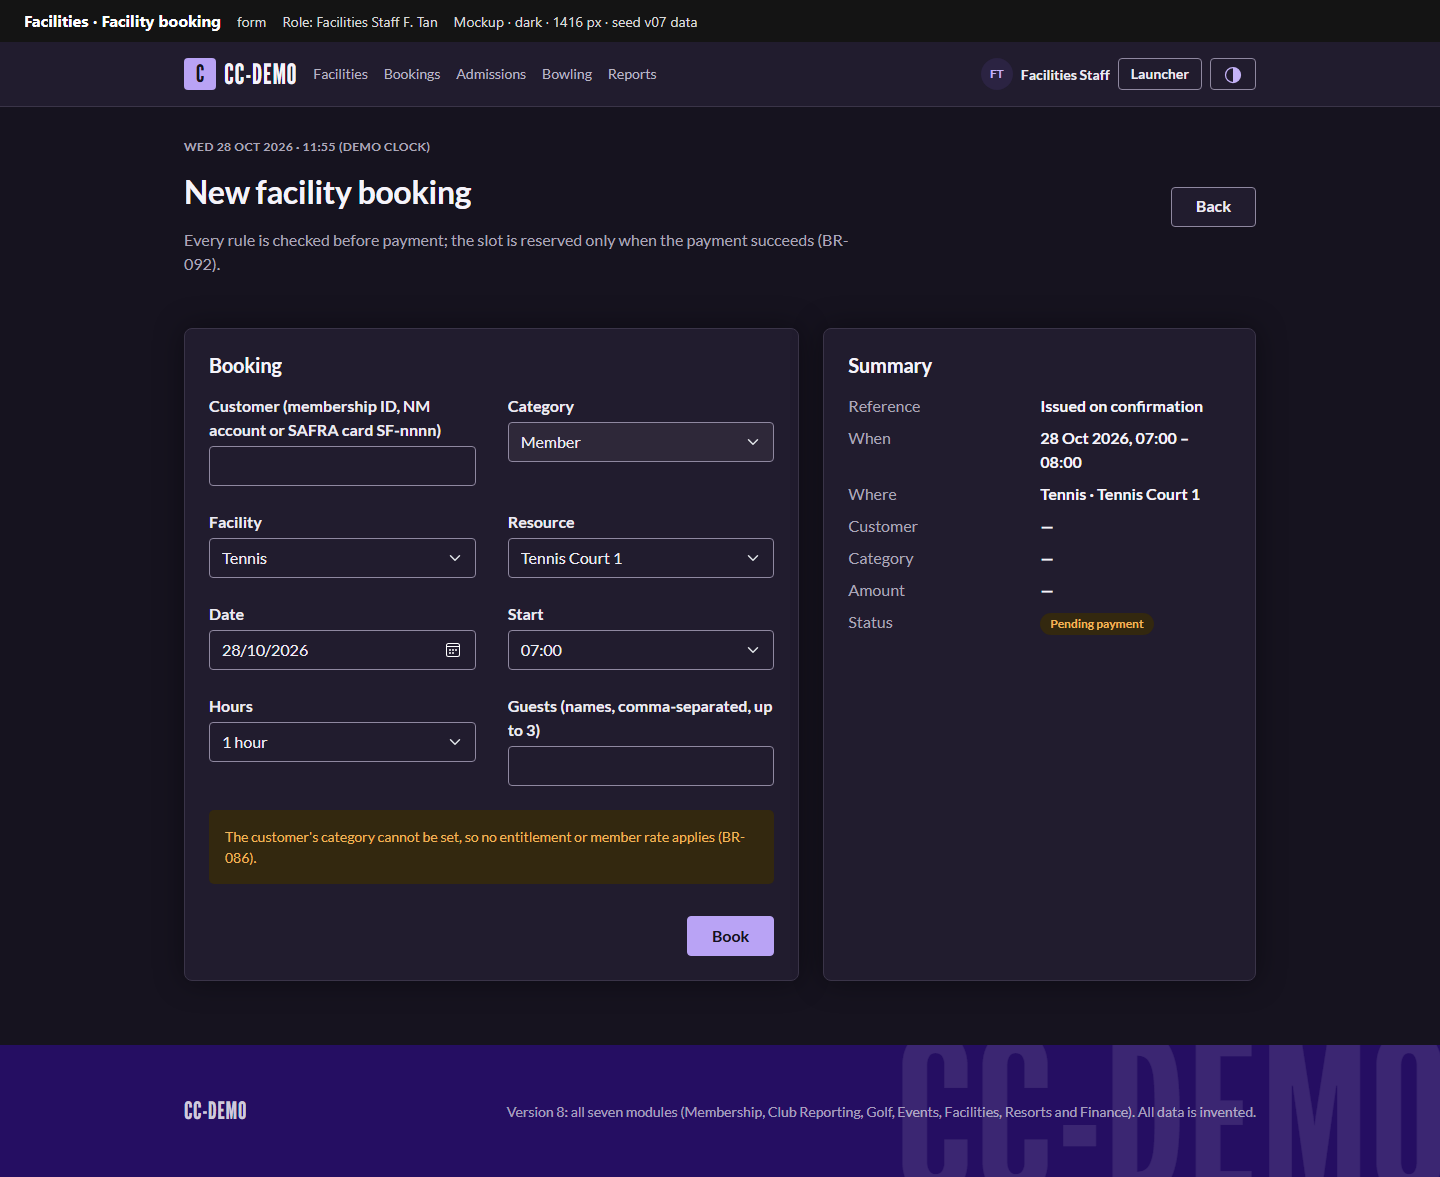 Facilities · Facility booking form Role: Facilities Staff F. Tan Mockup · dark · 1416 px · seed v07 data
C CC-DEMO Facilities Bookings Admissions Bowling Reports FT Facilities Staff Launcher
WED 28 OCT 2026 · 11:55 (DEMO CLOCK)
New facility booking
Back
Every rule is checked before payment; the slot is reserved only when the payment succeeds (BR-
092).
Booking
Customer (membership ID, NM
account or SAFRA card SF-nnnn)
Category
Member
Facility
Tennis
Resource
Tennis Court 1
Date
28/10/2026
Start
07:00
Hours
1 hour
Guests (names, comma-separated, up
to 3)
The customer's category cannot be set, so no entitlement or member rate applies (BR-
086).
Book
Summary
Reference Issued on confirmation
When 28 Oct 2026, 07:00 –
08:00
Where Tennis · Tennis Court 1
Customer —
Category —
Amount —
Status Pending payment
CC-DEMO
Version 8: all seven modules (Membership, Club Reporting, Golf, Events, Facilities, Resorts and Finance). All data is invented.
CC-DEMO